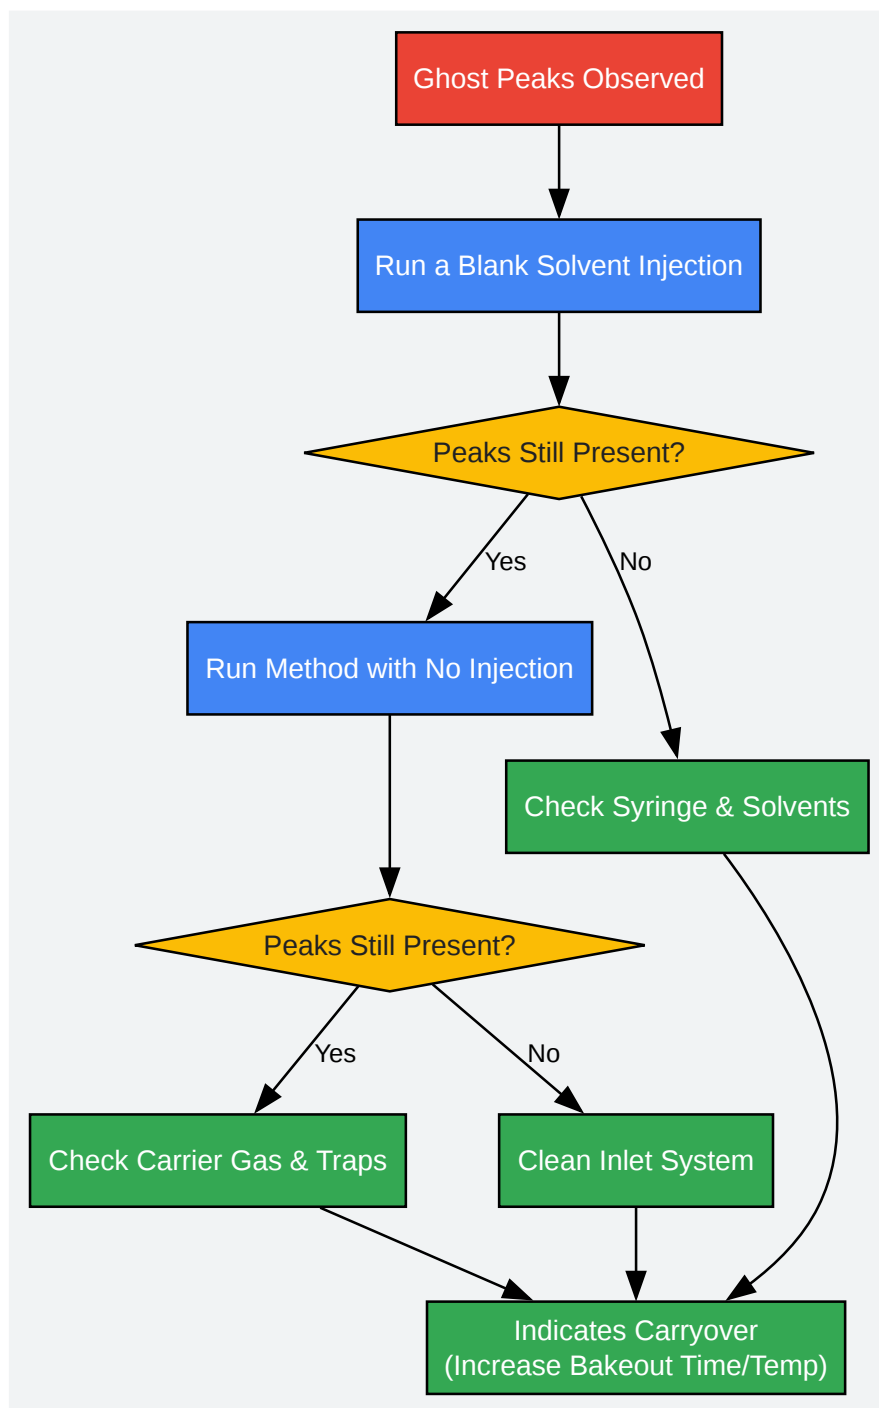 Ghost Peaks Observed
Run a Blank Solvent Injection
Peaks Still Present?
Yes
No
Run Method with No Injection
Check Syringe & Solvents
Peaks Still Present?
Yes
No
Check Carrier Gas & Traps
Clean Inlet System
Indicates Carryover
(Increase Bakeout Time/Temp)